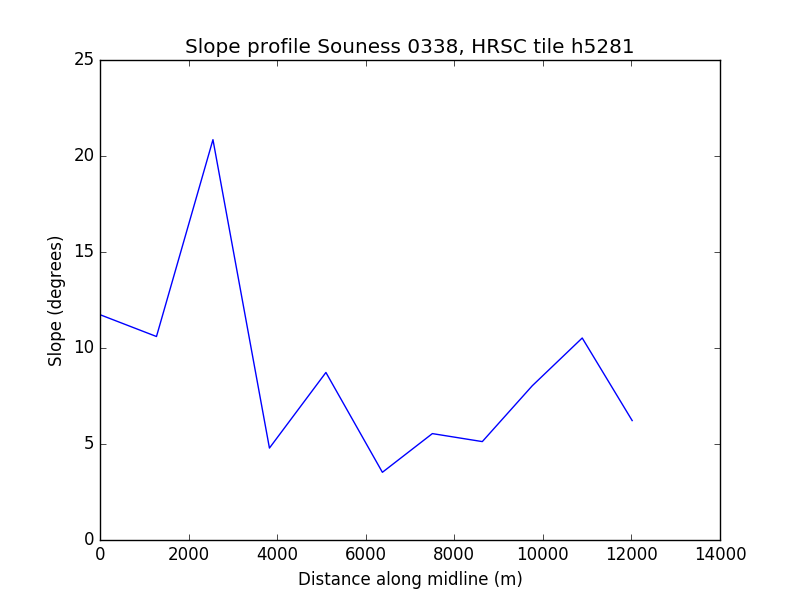 Slope profile Souness 0338, HRSC tile h5281
25
20
15
10
5
0
Slope (degrees)
0 2000 4000 6000 8000 10000 12000 14000
Distance along midline (m)